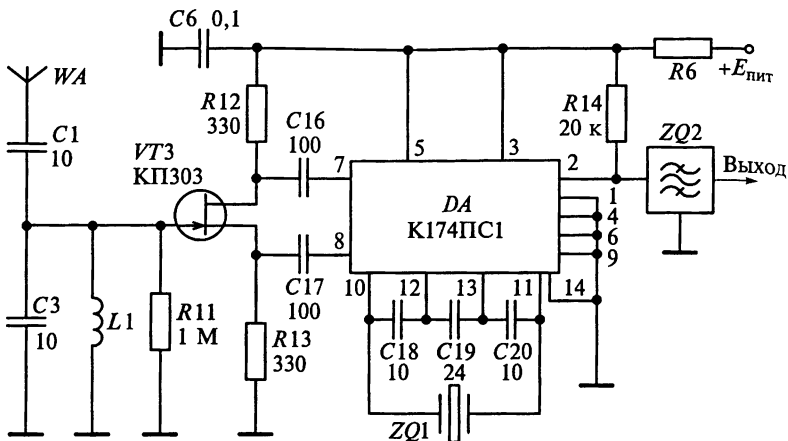 C6 0,1
WA
R6
+Eпит
R12
330
R14
20 к
C1
10
VT3
КП303
C16
100
ZQ2
Выход
7
5
3
2
DA
К174ПС1
1
4
6
9
8
C17
100
10
12
13
11
14
C3
10
L1
R11
1 М
R13
330
C18
10
C19
24
C20
10
ZQ1